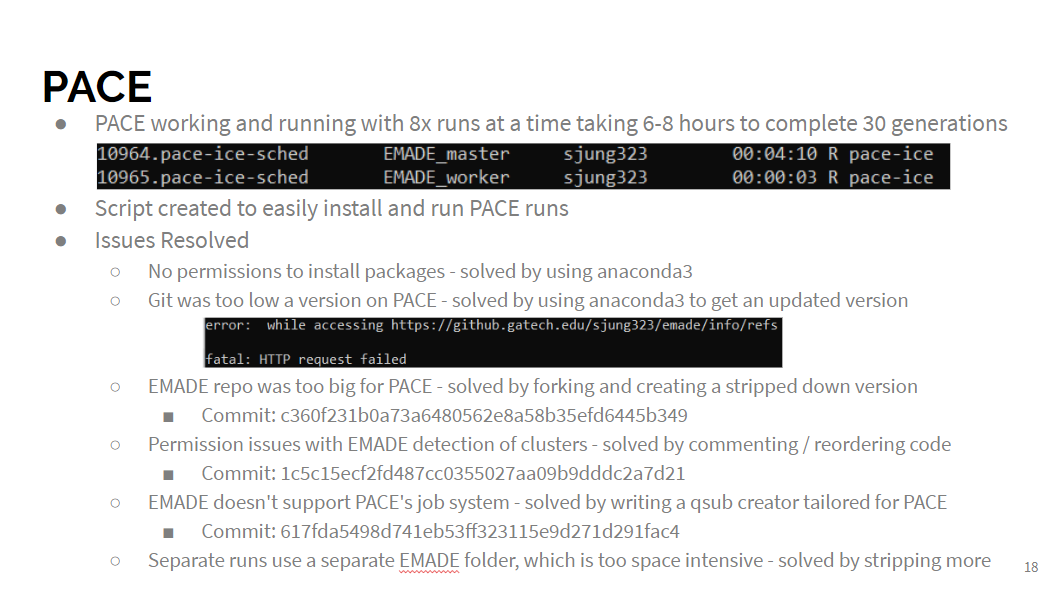 PACE
● PACE working and running with 8x runs at a time taking 6-8 hours to complete 30 generations
10964.pace-ice-sched EMADE_master sjung323 00:04:10 R pace-ice
10965.pace-ice-sched EMADE_worker sjung323 00:00:03 R pace-ice
● Script created to easily install and run PACE runs
● Issues Resolved
○ No permissions to install packages - solved by using anaconda3
○ Git was too low a version on PACE - solved by using anaconda3 to get an updated version
error:  while accessing https://github.gatech.edu/sjung323/emade/info/refs
fatal: HTTP request failed
○ EMADE repo was too big for PACE - solved by forking and creating a stripped down version
■ Commit: c360f231b0a73a6480562e8a58b35efd6445b349
○ Permission issues with EMADE detection of clusters - solved by commenting / reordering code
■ Commit: 1c5c15ecf2fd487cc0355027aa09b9dddc2a7d21
○ EMADE doesn't support PACE's job system - solved by writing a qsub creator tailored for PACE
■ Commit: 617fda5498d741eb53ff323115e9d271d291fac4
○ Separate runs use a separate EMADE folder, which is too space intensive - solved by stripping more
18